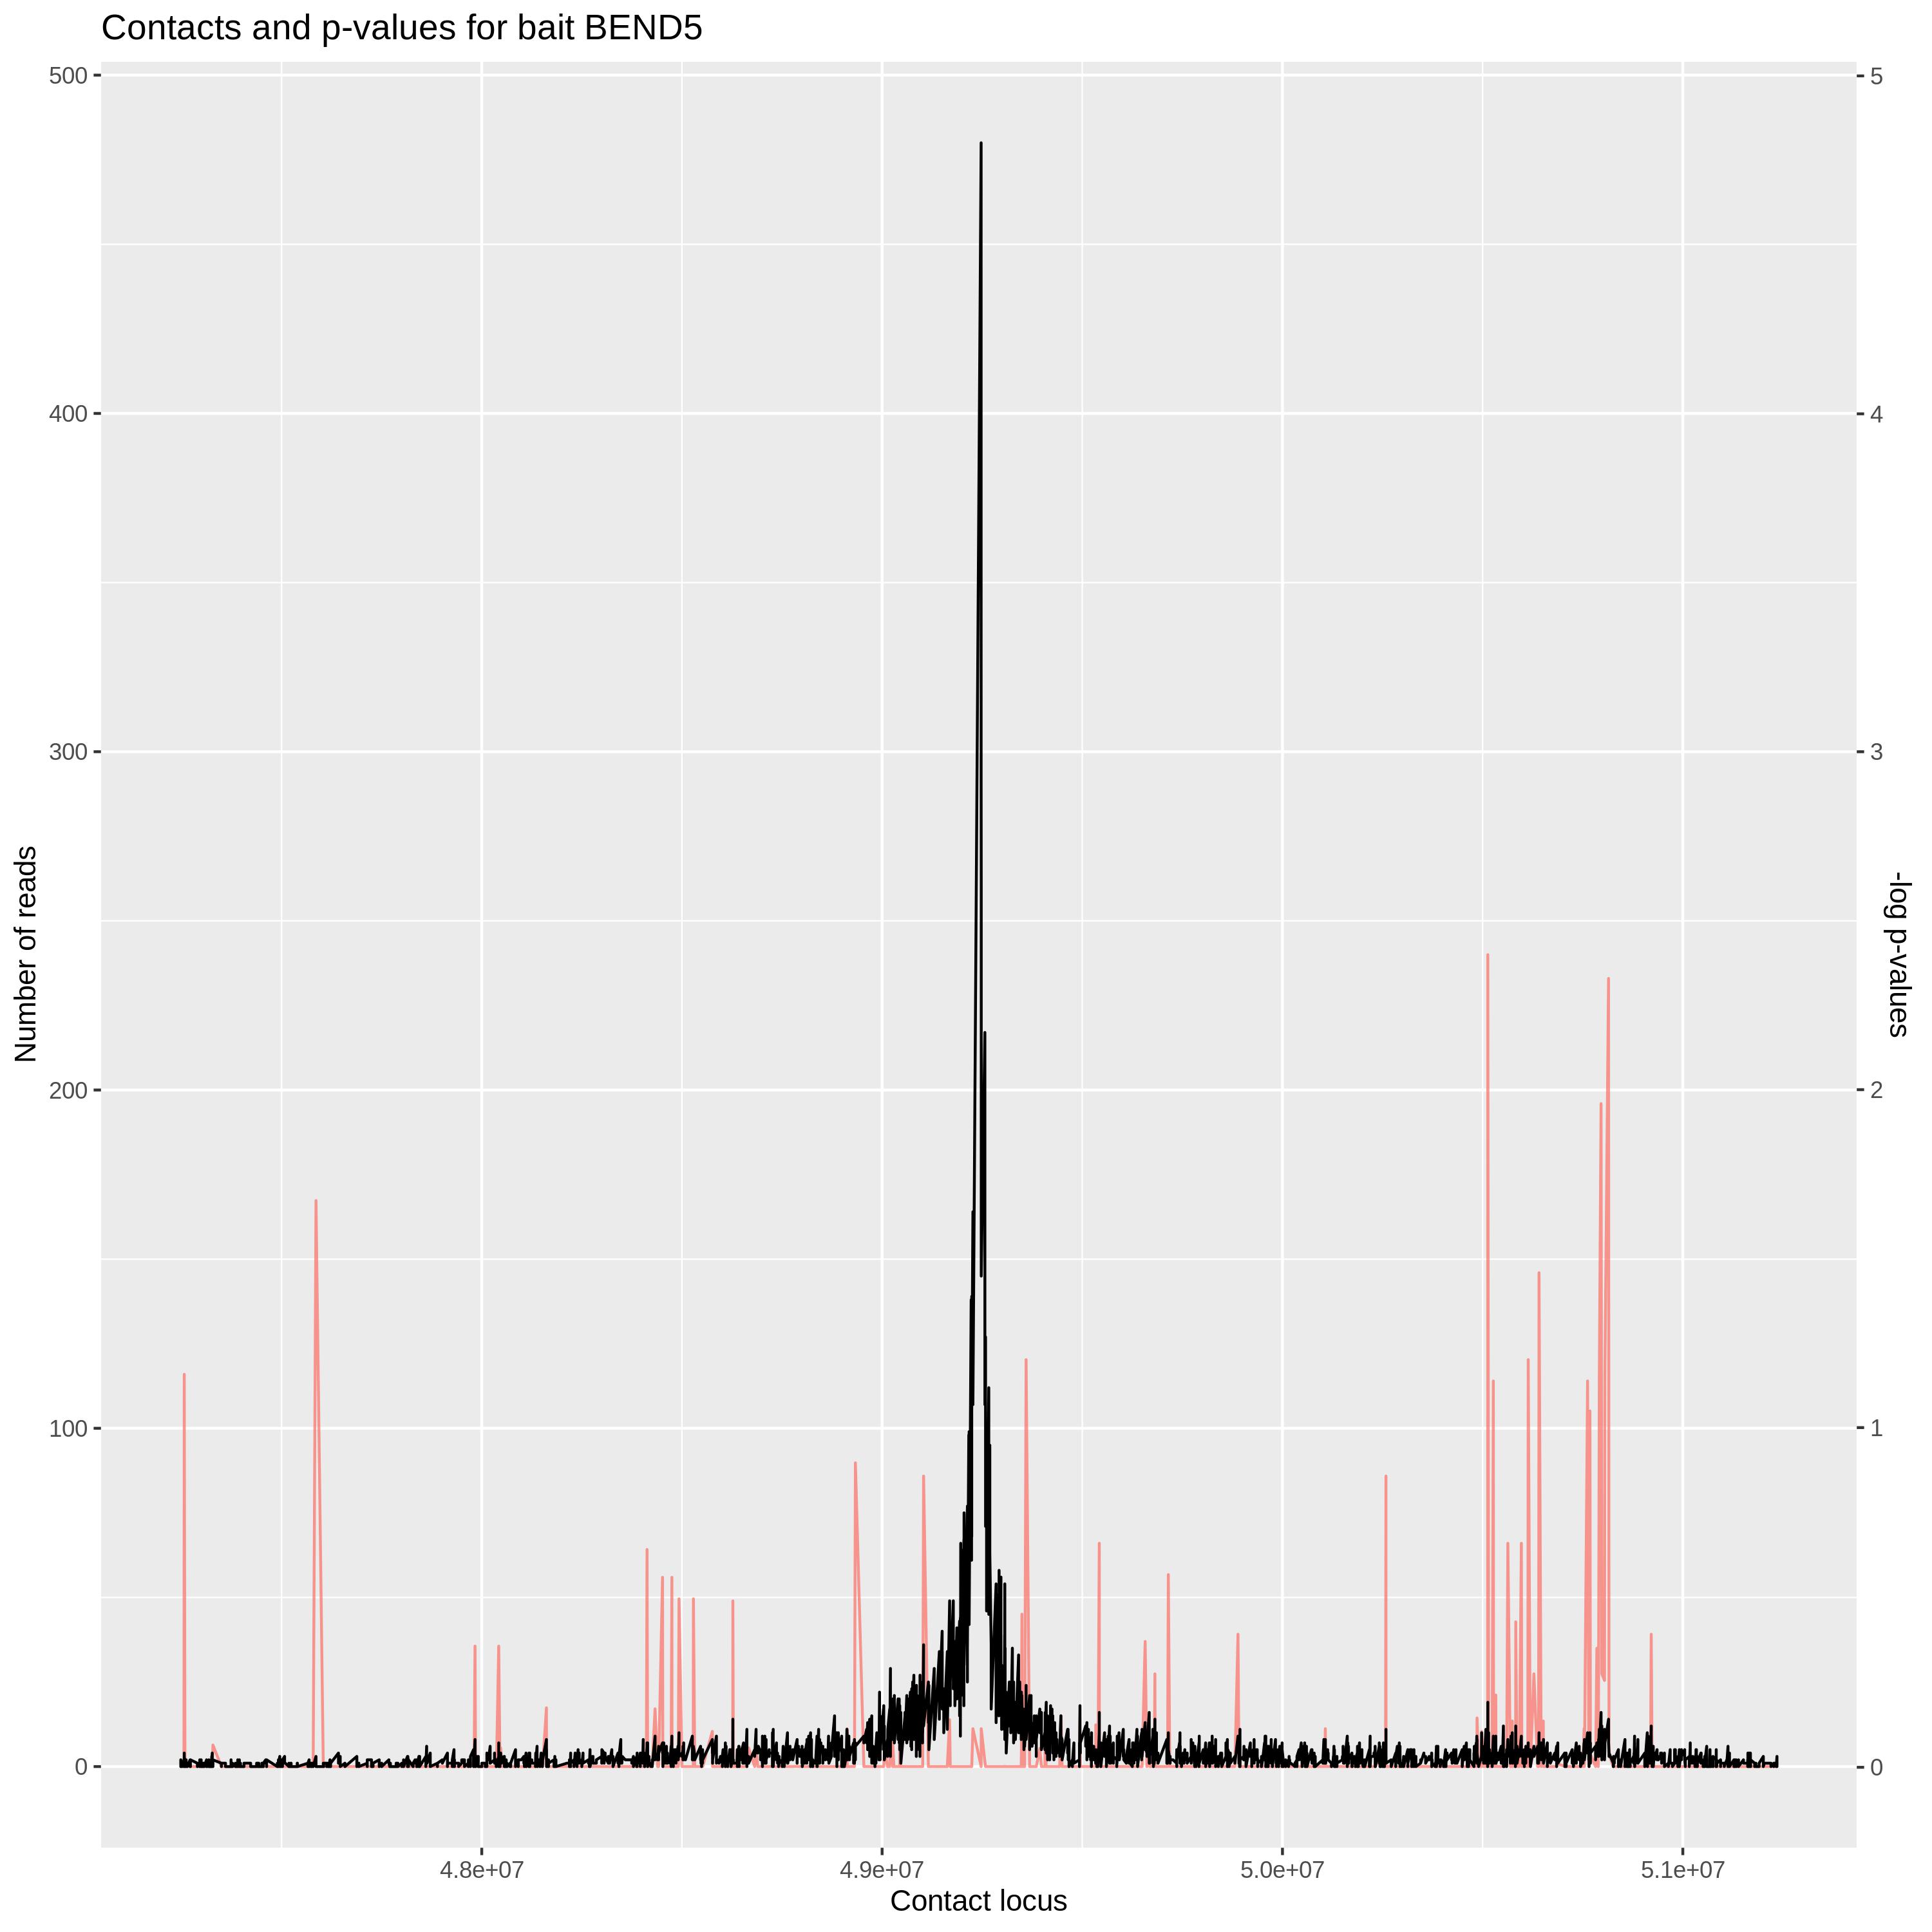 Contacts and p-values for bait BEND5
500
400
300
200
100
0
Number of reads
5
4
3
2
1
0
-log p-values
4.8e+07
4.9e+07
5.0e+07
5.1e+07
Contact locus